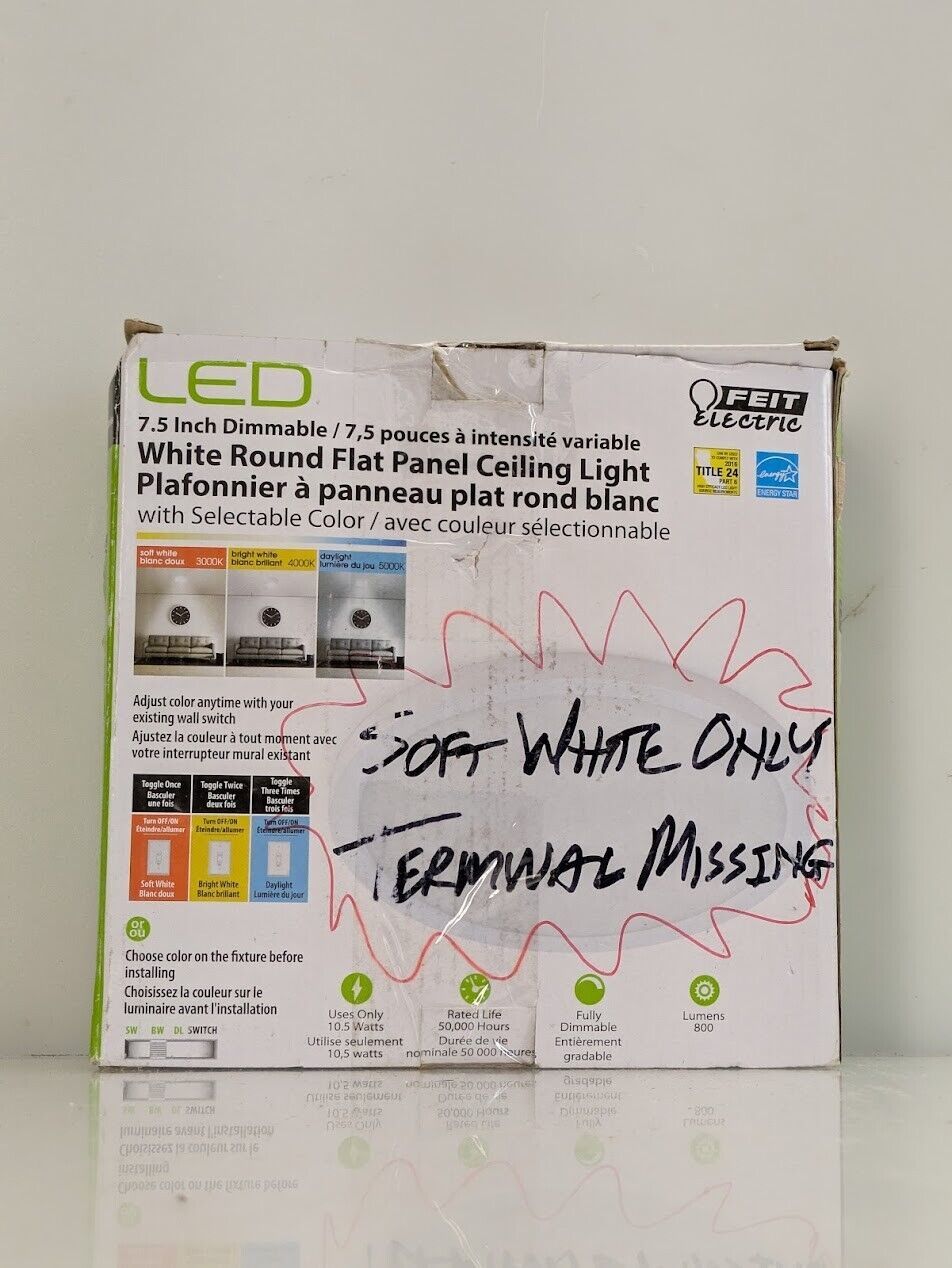 LED
7.5 Inch Dimmable / 7,5 pouces à intensité variable
White Round Flat Panel Ceiling Light
Plafonnier à panneau plat rond blanc
with Selectable Color / avec couleur sélectionnable
FEIT
Electric
2016
TITLE 24
PART 6
energy
ENERGY STAR
soft white
blanc doux 3000K
bright white
blanc brillant 4000K
daylight
lumière du jou 5000K
Adjust color anytime with your
existing wall switch
Ajustez la couleur à tout moment avec
votre interrupteur mural existant
Toggle Once
Basculer
une fois
Turn OFF/ON
Éteindre/allumer
Soft White
Blanc doux
Toggle Twice
Basculer
deux fois
Turn OFF/ON
Éteindre/allumer
Bright White
Blanc brillant
Toggle
Three Times
Basculer
trois fois
Turn OFF/ON
Éteindre/allumer
Daylight
Lumière du jour
SOFT WHITE ONLY
TERMINAL MISSING
or
ou
Choose color on the fixture before
installing
Choisissez la couleur sur le
luminaire avant l'installation
SW BW DL SWITCH
Uses Only
10.5 Watts
Utilise seulement
10,5 watts
Rated Life
50,000 Hours
Durée de vie
nominale 50 000 heures
Fully
Dimmable
Entièrement
gradable
Lumens
800